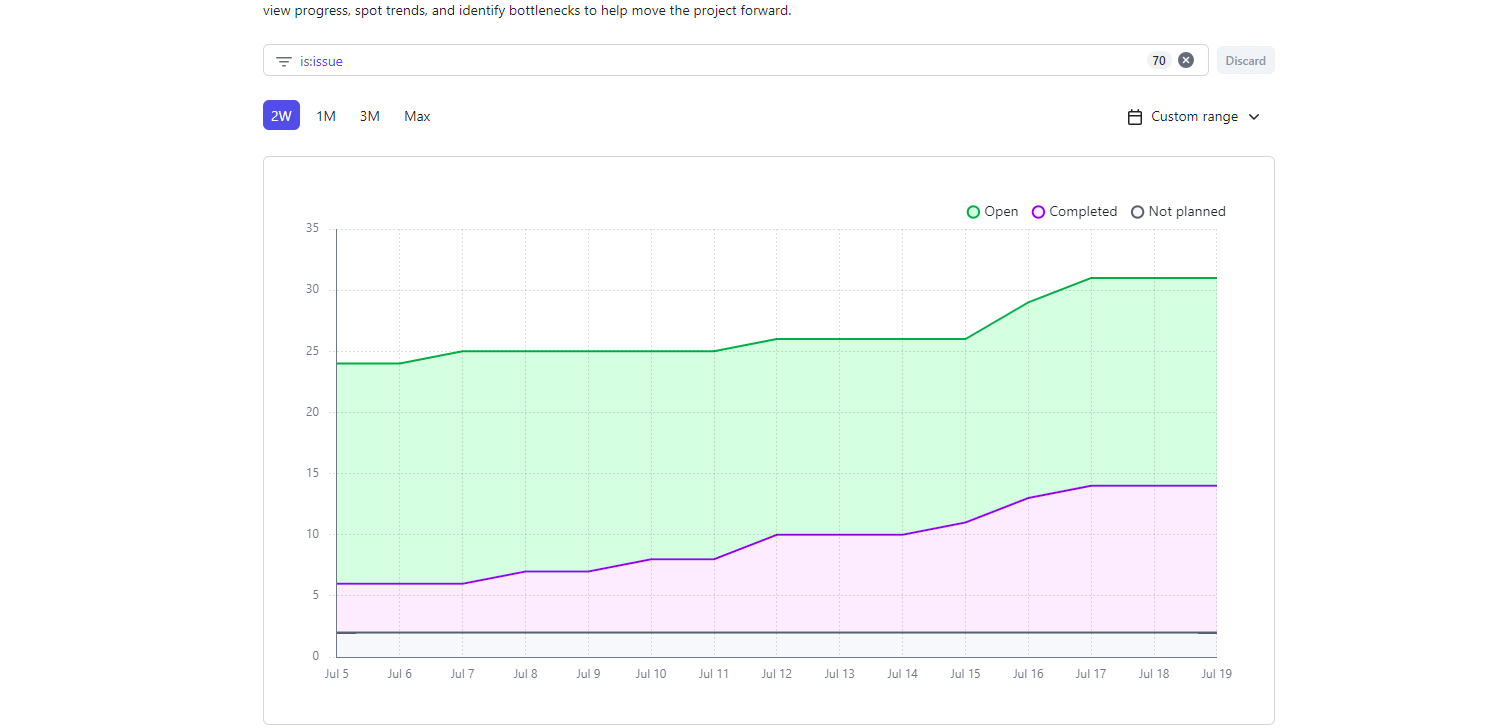 view progress, spot trends, and identify bottlenecks to help move the project forward.
is:issue 70 Discard
2W 1M 3M Max Custom range
Open Completed Not planned
35
30
25
20
15
10
5
0
Jul 5 Jul 6 Jul 7 Jul 8 Jul 9 Jul 10 Jul 11 Jul 12 Jul 13 Jul 14 Jul 15 Jul 16 Jul 17 Jul 18 Jul 19